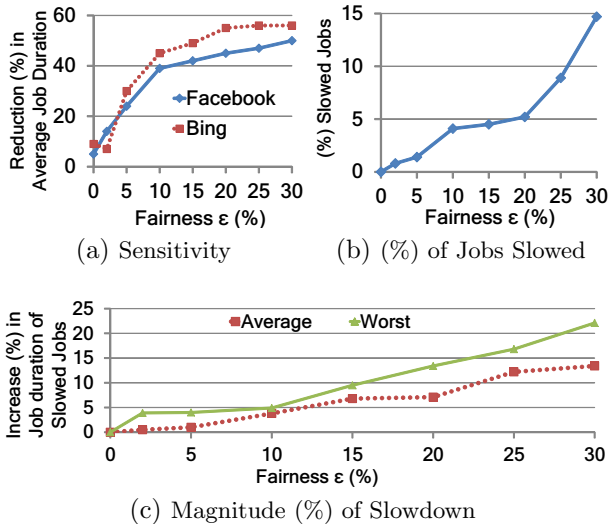 Reduction (%) in
Average Job Duration
60
40
20
0
Facebook
Bing
0 5 10 15 20 25 30
Fairness ε (%)
(a) Sensitivity
(%) Slowed Jobs
15
10
5
0
0 5 10 15 20 25 30
Fairness ε (%)
(b) (%) of Jobs Slowed
Increase (%) in
Job duration of
Slowed Jobs
25
20
15
10
5
0
Average Worst
0 5 10 15 20 25 30
Fairness ε (%)
(c) Magnitude (%) of Slowdown